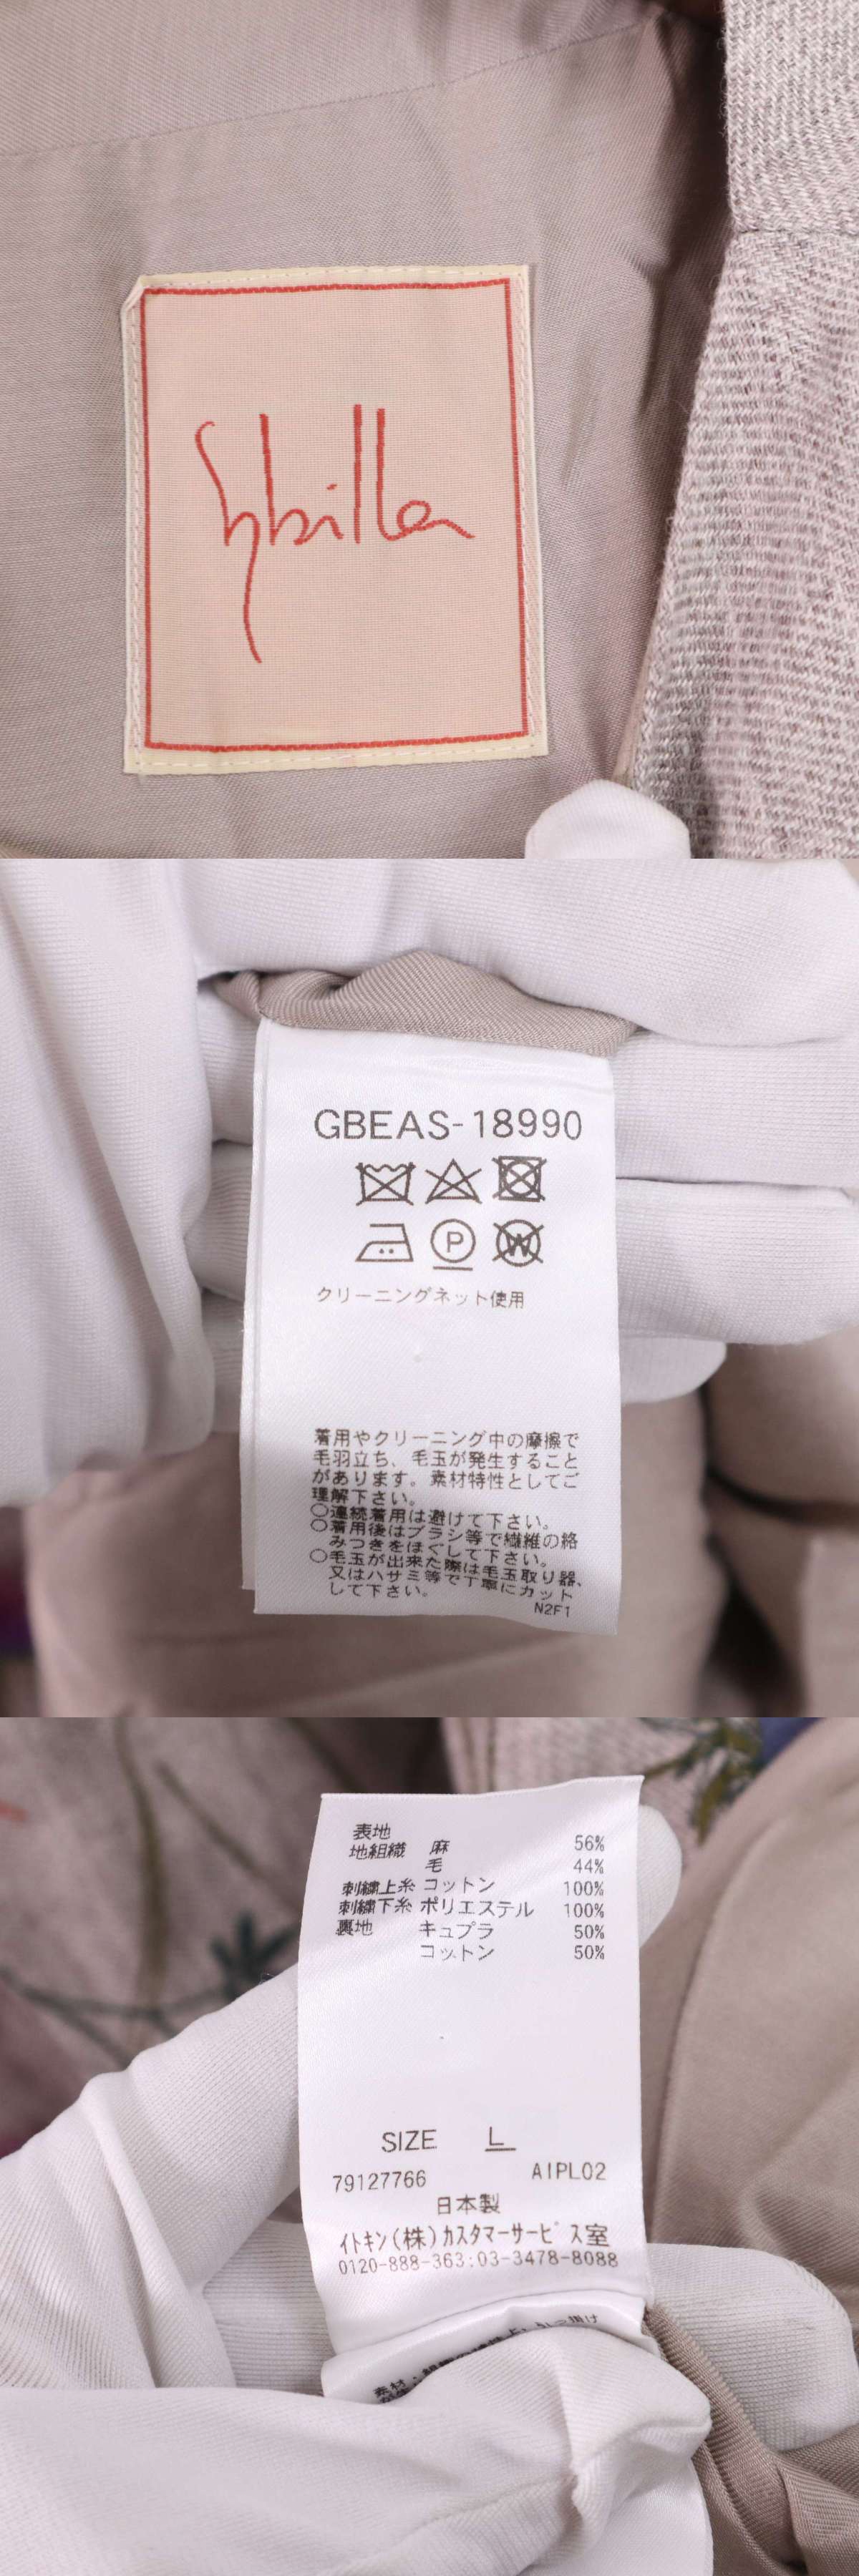 Sybilla
GBEAS-18990
P
W
クリーニングネット使用
着用やクリーニング中の摩擦で
毛羽立ち、毛玉が発生すること
があります。素材特性としてご
理解下さい。
○連続着用は避けて下さい。
○着用後はブラシ等で繊維の絡
みつきをほぐして下さい。
○毛玉が出来た際は毛玉取り器、
又はハサミ等で丁寧にカット
して下さい。
N2F1
表地
地組織 麻 56%
毛 44%
刺繍上糸 コットン 100%
刺繍下糸 ポリエステル 100%
裏地 キュプラ 50%
コットン 50%
SIZE L
79127766 AIPL02
日本製
イトキン(株)カスタマーサービス室
0120-888-363:03-3478-8088
素材